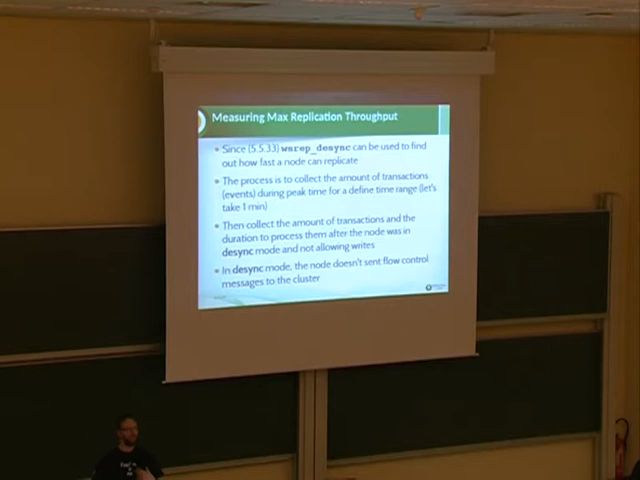 Measuring Max Replication Throughput
• Since (5.5.33) wsrep_desync can be used to find
out how fast a node can replicate
• The process is to collect the amount of transactions
(events) during peak time for a define time range (let's
take 1 min)
• Then collect the amount of transactions and the
duration to process them after the node was in
desync mode and not allowing writes
• In desync mode, the node doesn't sent flow control
messages to the cluster